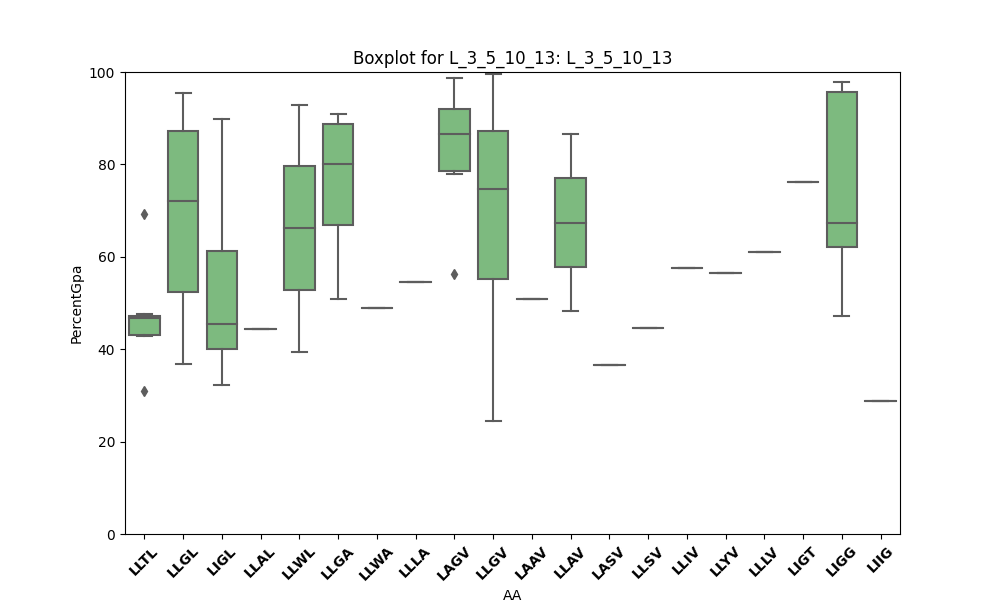 Boxplot for L_3_5_10_13: L_3_5_10_13
100
80
60
40
20
0
PercentGpa
LLTL
LLGL
LIGL
LLAL
LLWL
LLGA
LLWA
LLLA
LAGV
LLGV
LAAV
LLAV
LASV
LLSV
LLIV
LLYV
LLLV
LIGT
LIGG
LIIG
AA